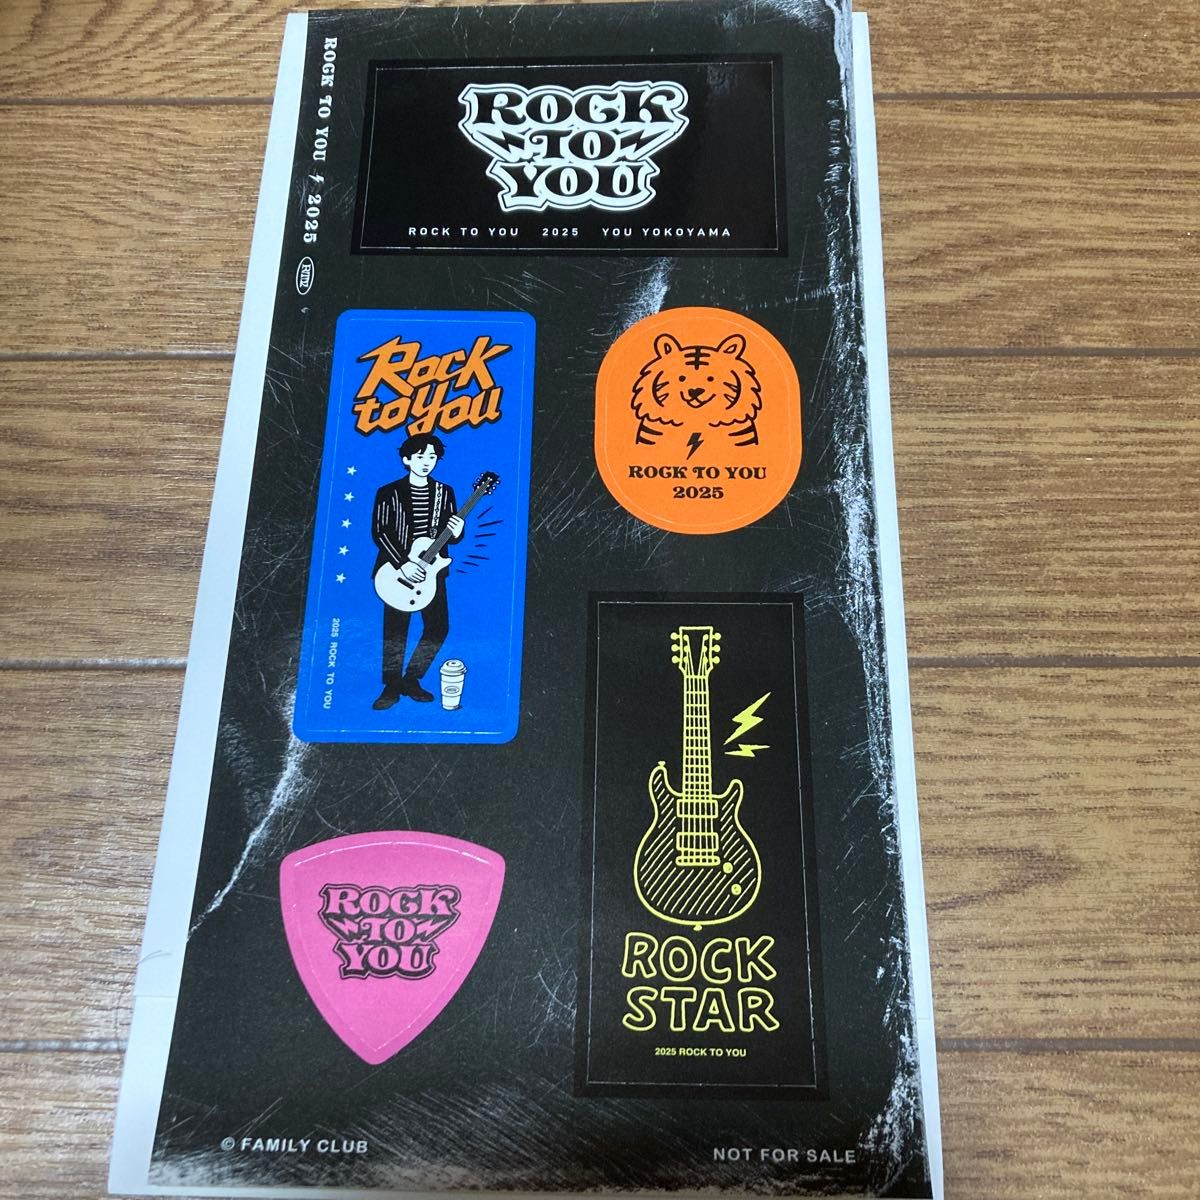 ROCK TO YOU 2025
ROCK
TO
YOU
ROCK TO YOU 2025 YOU YOKOYAMA
Rock
to you
2025 ROCK TO YOU
ROCK TO YOU
2025
ROCK
TO
YOU
ROCK
STAR
2025 ROCK TO YOU
© FAMILY CLUB
NOT FOR SALE